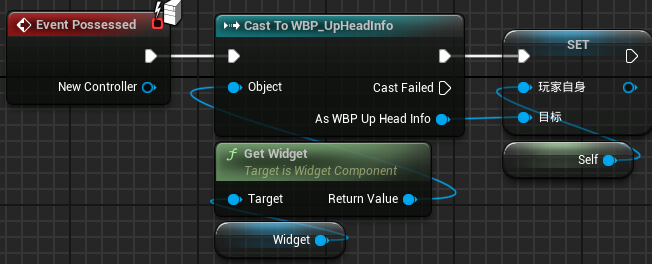 Event Possessed
New Controller
Cast To WBP_UpHeadInfo
Object
Cast Failed
As WBP Up Head Info
SET
玩家自身
目标
Self
Get Widget
Target is Widget Component
Target
Return Value
Widget